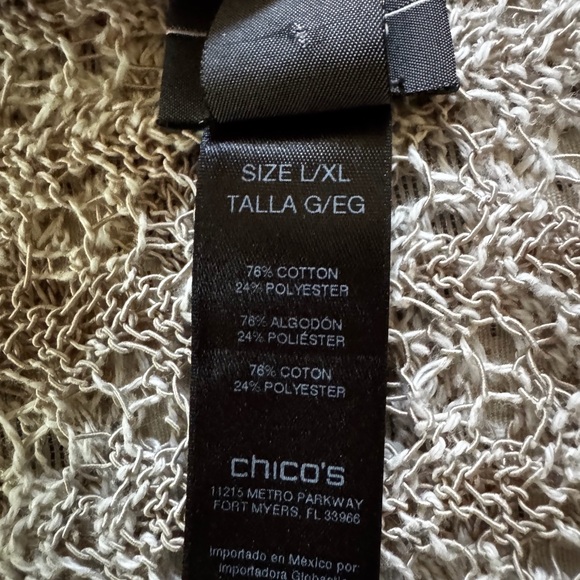 SIZE L/XL
TALLA G/EG
76% COTTON
24% POLYESTER
76% ALGODÓN
24% POLIÉSTER
76% COTON
24% POLYESTER
chico's
11215 METRO PARKWAY
FORT MYERS, FL 33966
Importado en México por:
Importadora